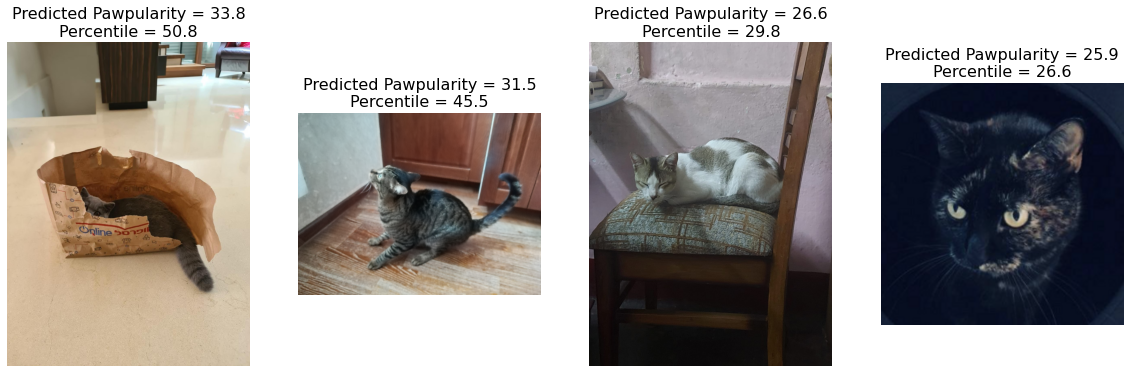 Predicted Pawpularity = 33.8
Percentile = 50.8
Predicted Pawpularity = 31.5
Percentile = 45.5
Predicted Pawpularity = 26.6
Percentile = 29.8
Predicted Pawpularity = 25.9
Percentile = 26.6
Online